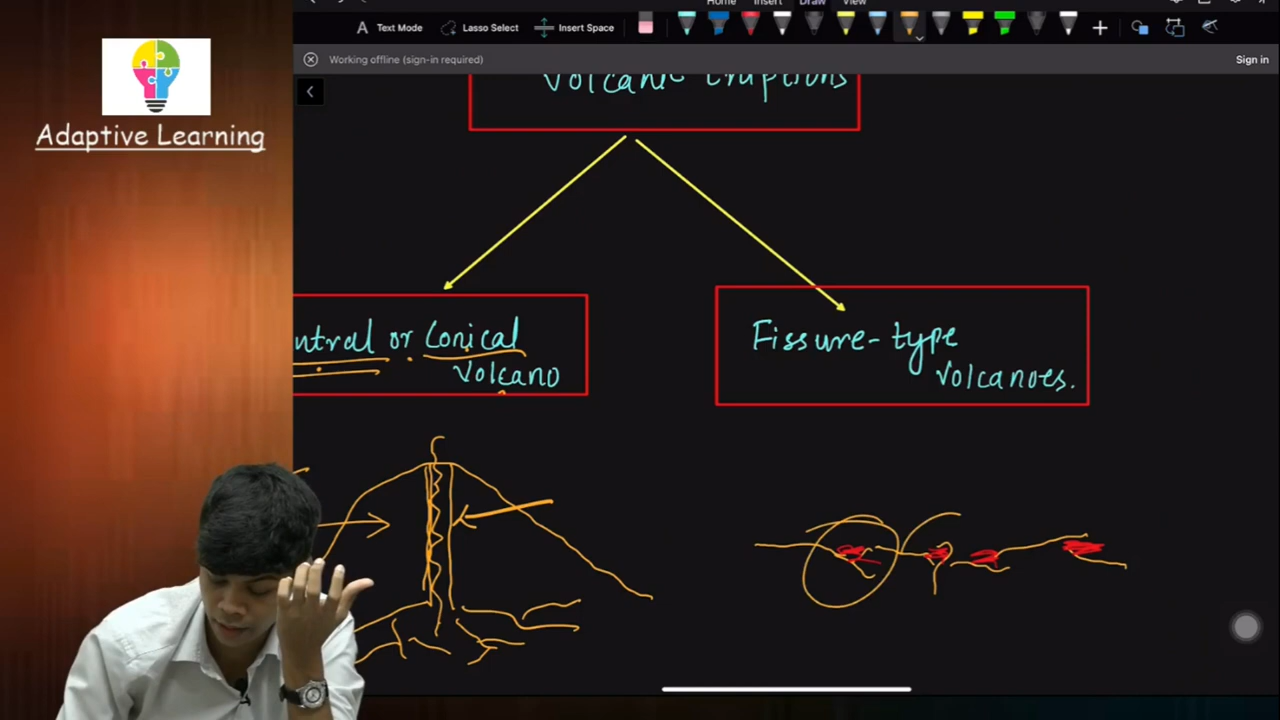 Home Insert Draw View
Text Mode Lasso Select Insert Space
Working offline (sign-in required) Sign in
Adaptive Learning
Volcanic eruptions
ntral or Conical
volcano
Fissure-type
volcanoes.